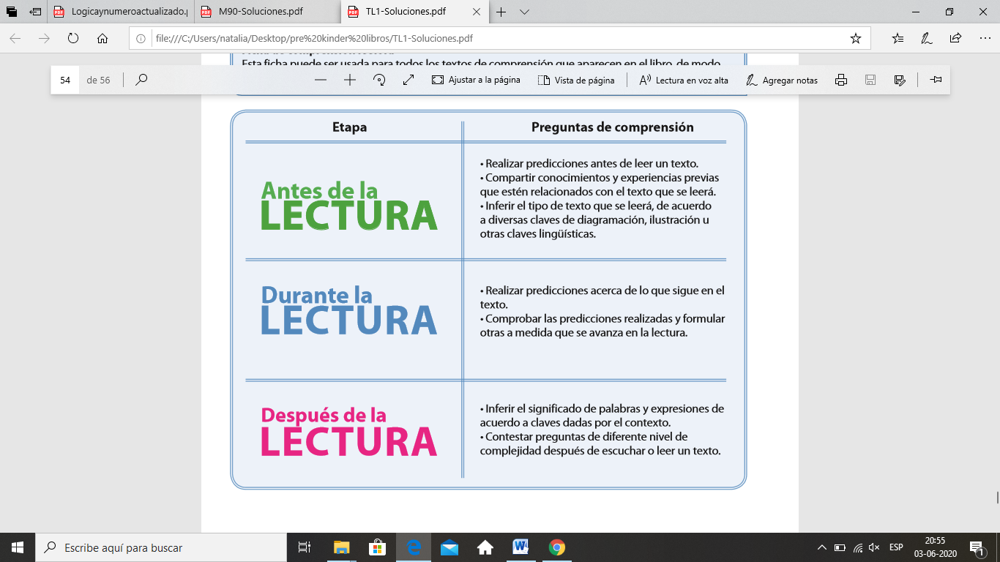 Logicaynumeroactualizado.p
M90-Soluciones.pdf
TL1-Soluciones.pdf
file:///C:/Users/natalia/Desktop/pre%20kinder%20libros/TL1-Soluciones.pdf
Esta ficha puede ser usada para todos los textos de comprensión que aparecen en el libro, de modo
54 de 56
Ajustar a la página
Vista de página
Lectura en voz alta
Agregar notas
Etapa
Preguntas de comprensión
Antes de la
LECTURA
• Realizar predicciones antes de leer un texto.
• Compartir conocimientos y experiencias previas
que estén relacionados con el texto que se leerá.
• Inferir el tipo de texto que se leerá, de acuerdo
a diversas claves de diagramación, ilustración u
otras claves lingüísticas.
Durante la
LECTURA
• Realizar predicciones acerca de lo que sigue en el
texto.
• Comprobar las predicciones realizadas y formular
otras a medida que se avanza en la lectura.
Después de la
LECTURA
• Inferir el significado de palabras y expresiones de
acuerdo a claves dadas por el contexto.
• Contestar preguntas de diferente nivel de
complejidad después de escuchar o leer un texto.
Escribe aquí para buscar
ESP
20:55
03-06-2020
1